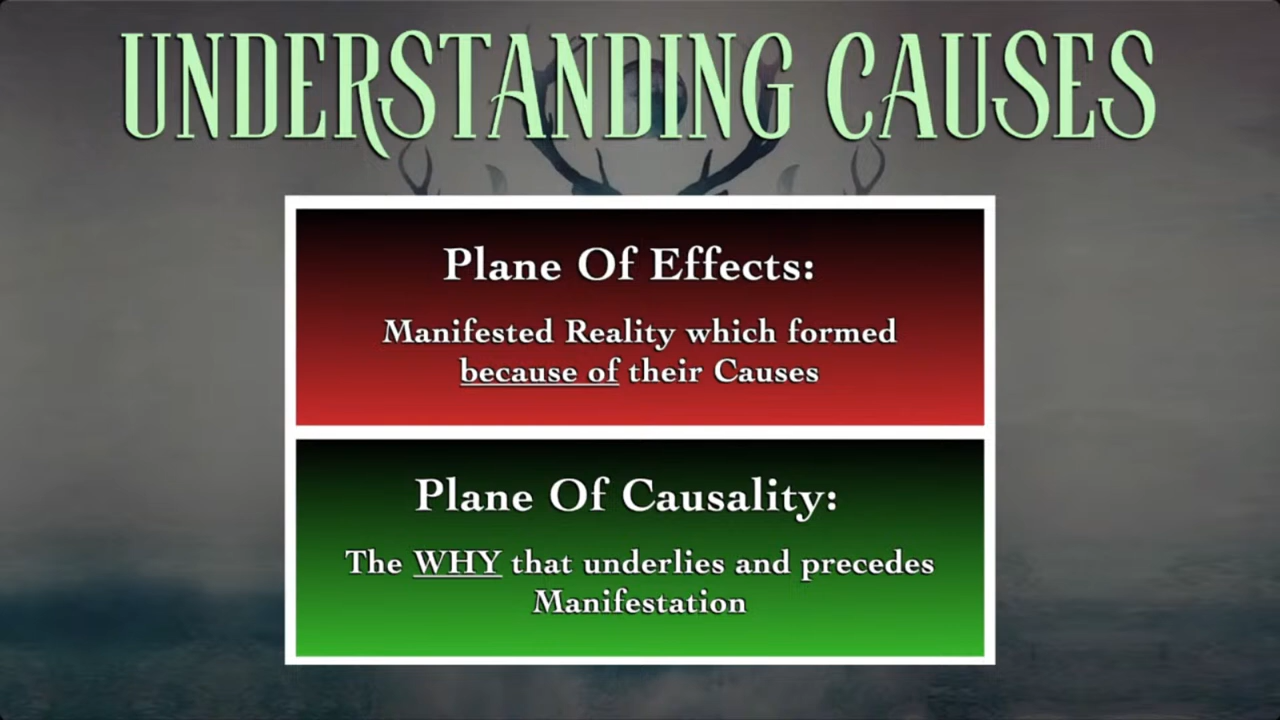 UNDERSTANDING CAUSES
Plane Of Effects:
Manifested Reality which formed
because of their Causes
Plane Of Causality:
The WHY that underlies and precedes
Manifestation